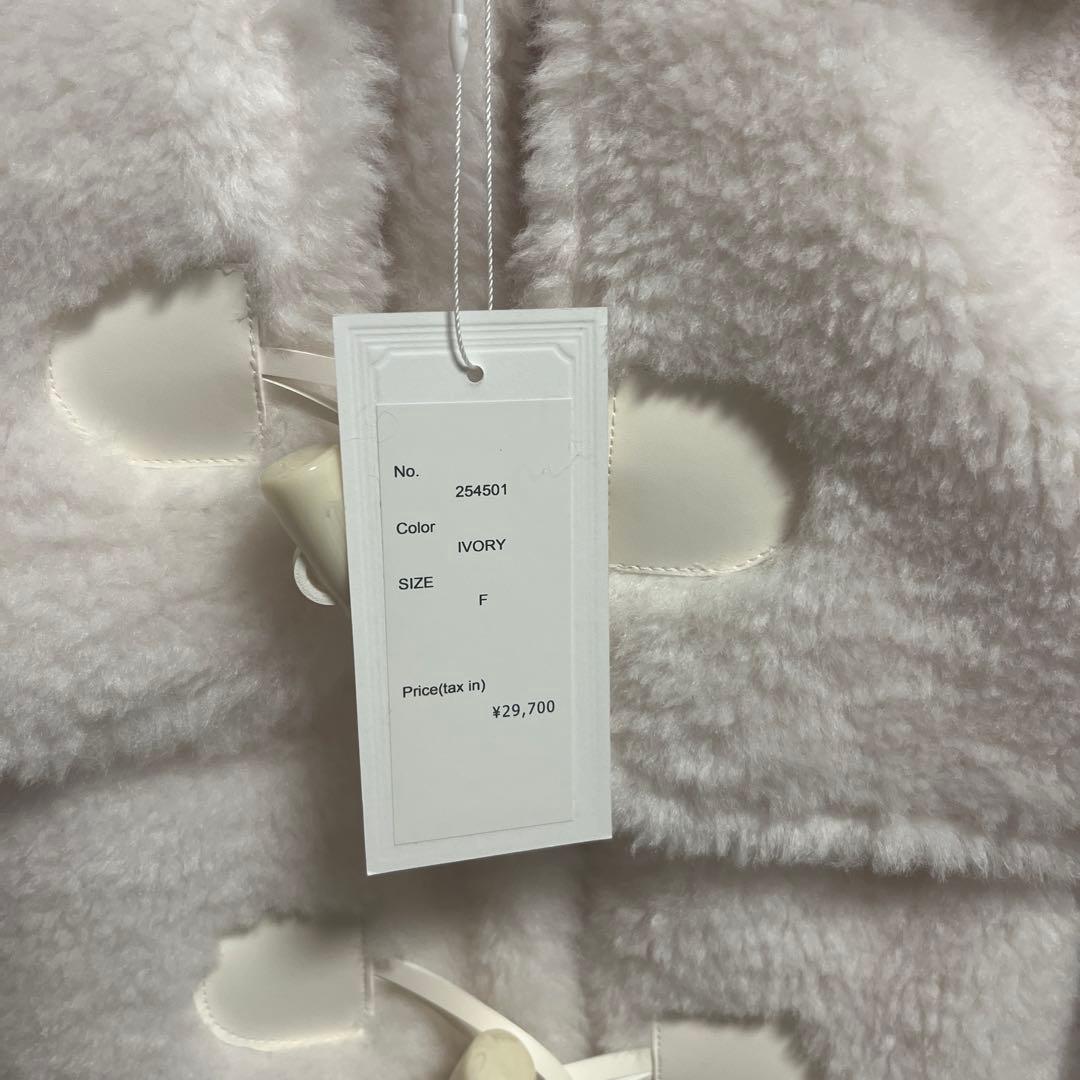 No.
254501
Color
IVORY
SIZE
F
Price(tax in)
¥29,700